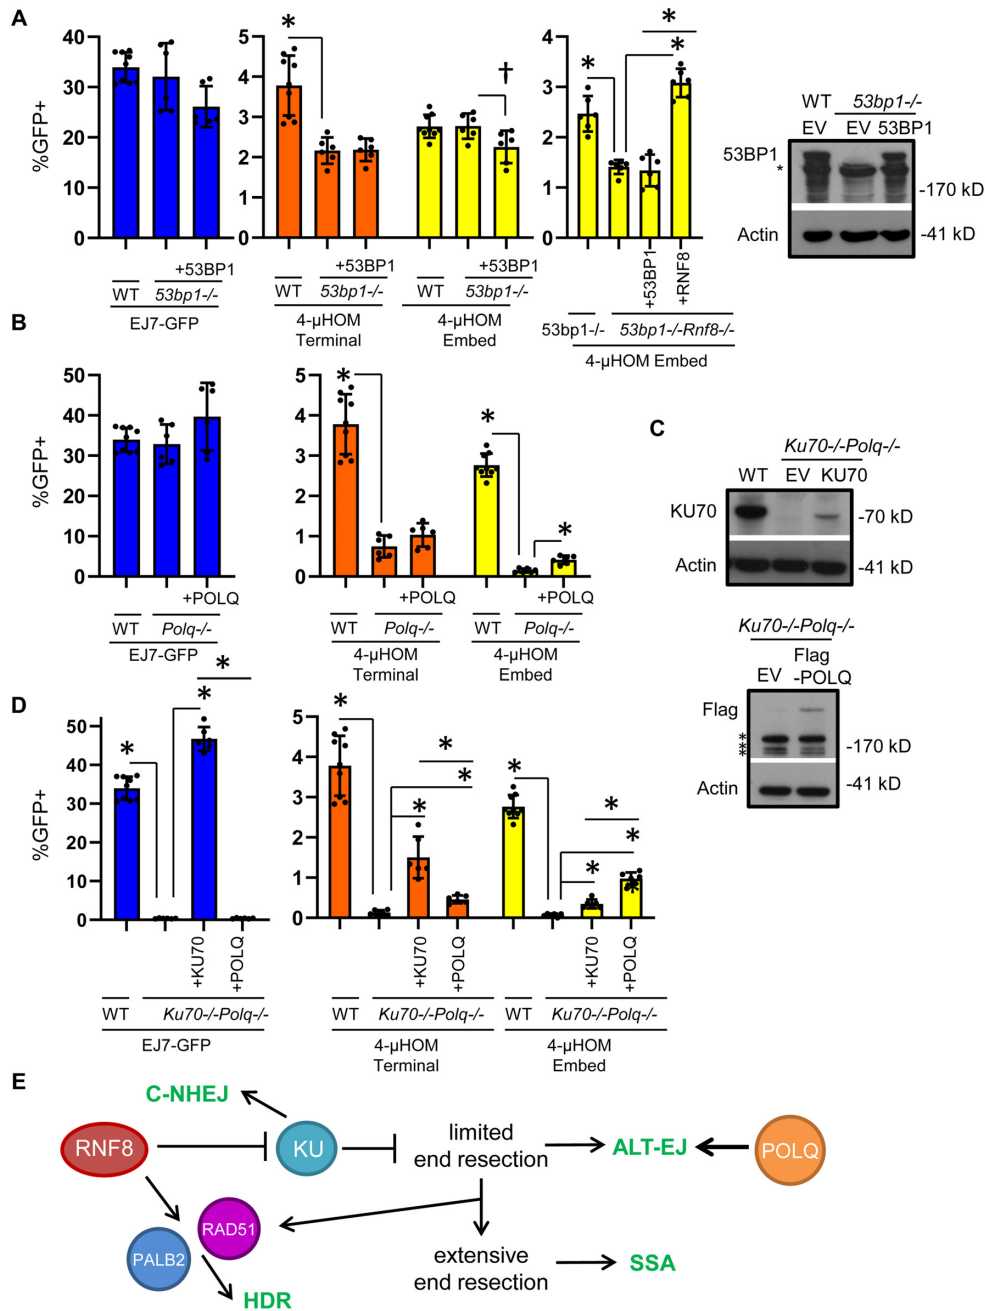 A
%GFP+
40
30
20
10
0
+53BP1
WT 53bp1-/-
EJ7-GFP
5
4
3
2
1
0
*
†
+53BP1 +53BP1
WT 53bp1-/- WT 53bp1-/-
4-μHOM Terminal
4-μHOM Embed
4
3
2
1
0
*
*
*
+53BP1
+RNF8
53bp1-/- 53bp1-/-Rnf8-/-
4-μHOM Embed
WT 53bp1-/-
EV EV 53BP1
53BP1
*
-170 kD
Actin -41 kD
B
%GFP+
50
40
30
20
10
0
+POLQ
WT Polq-/-
EJ7-GFP
5
4
3
2
1
0
*
*
*
+POLQ +POLQ
WT Polq-/- WT Polq-/-
4-μHOM Terminal
4-μHOM Embed
C
Ku70-/-Polq-/-
WT EV KU70
KU70 -70 kD
Actin -41 kD
Ku70-/-Polq-/-
EV Flag -POLQ
Flag
*
*
*
-170 kD
Actin -41 kD
D
%GFP+
50
40
30
20
10
0
*
*
*
+KU70
+POLQ
WT Ku70-/-Polq-/-
EJ7-GFP
5
4
3
2
1
0
*
*
*
*
*
*
*
*
+KU70
+POLQ
+KU70
+POLQ
WT Ku70-/-Polq-/- WT Ku70-/-Polq-/-
4-μHOM Terminal
4-μHOM Embed
E
C-NHEJ
RNF8
KU
limited
end resection
ALT-EJ
POLQ
RAD51
PALB2
HDR
extensive
end resection
SSA